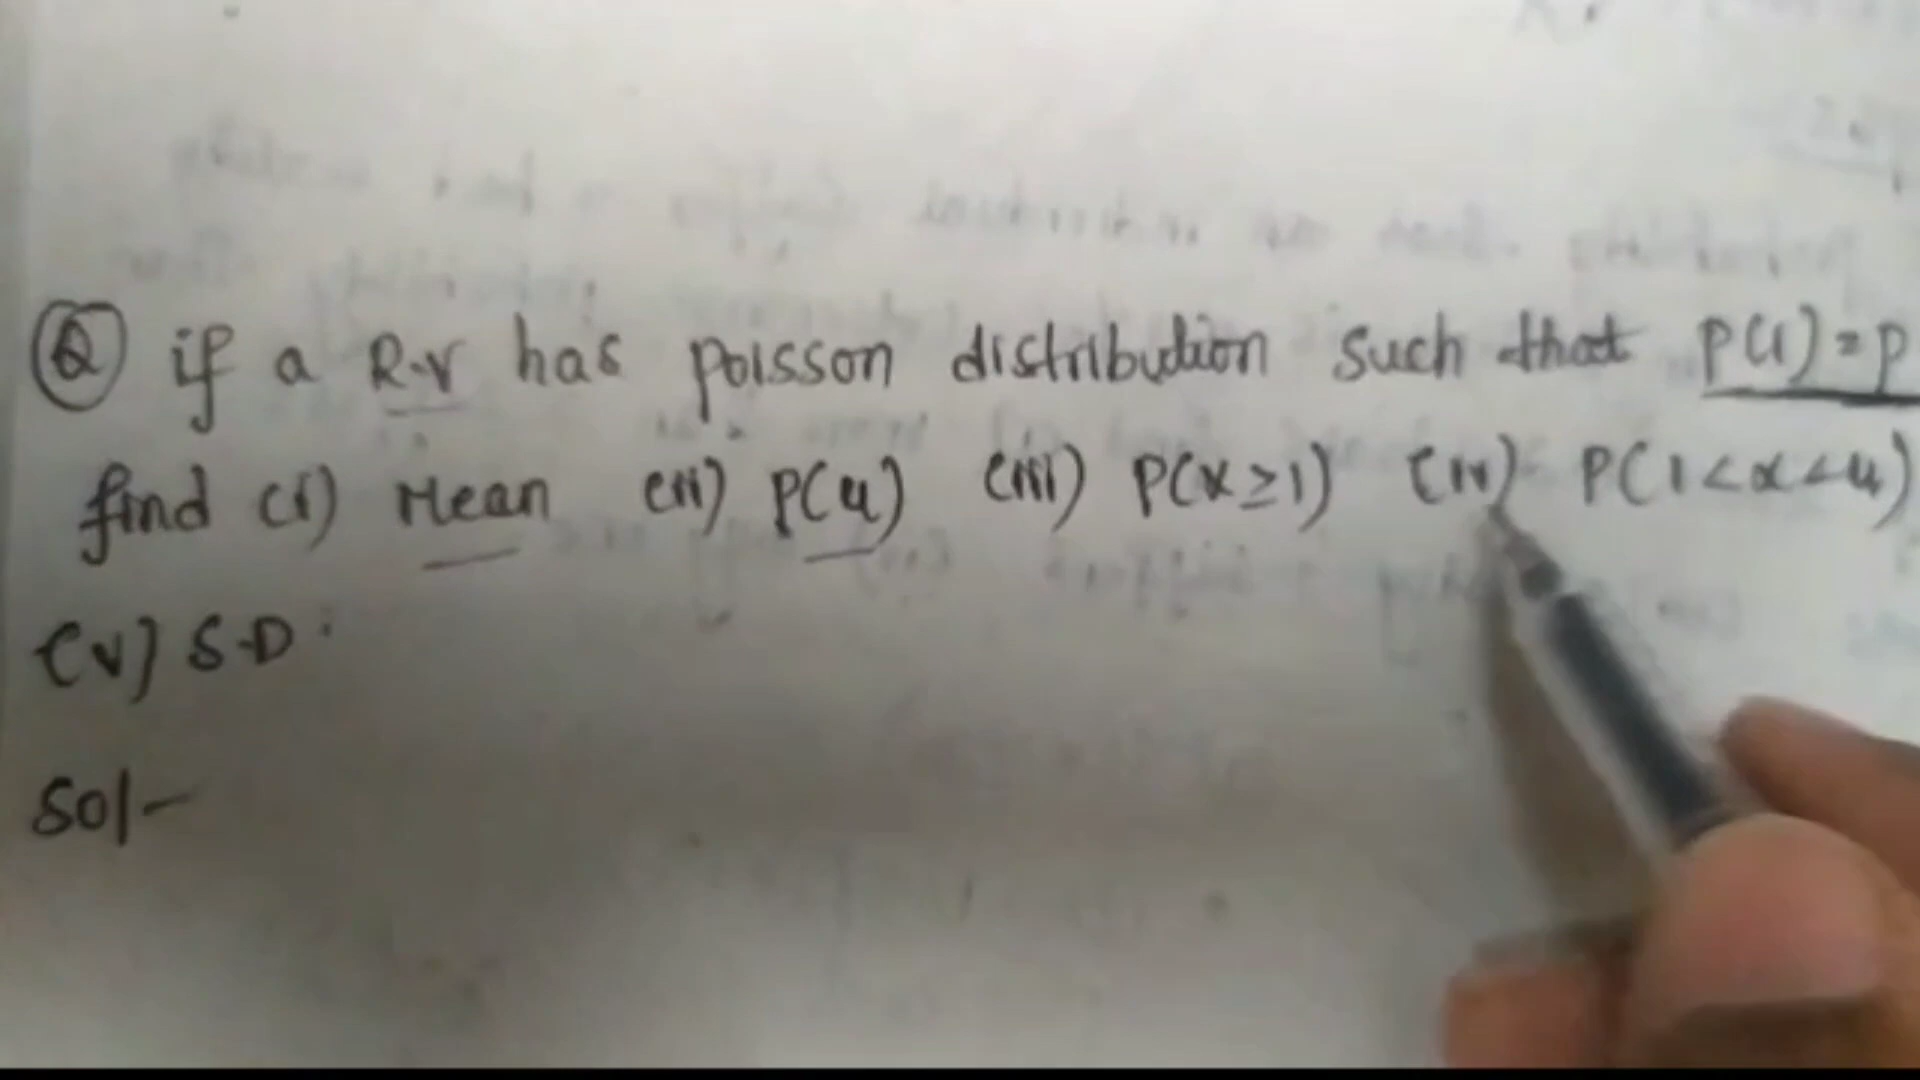 Q if a R.V has poisson distribution such that P(1)=P
find (i) Mean (ii) P(4) (iii) P(x≥1) (iv) P(1<x<4)
(v) S.D.
Sol-